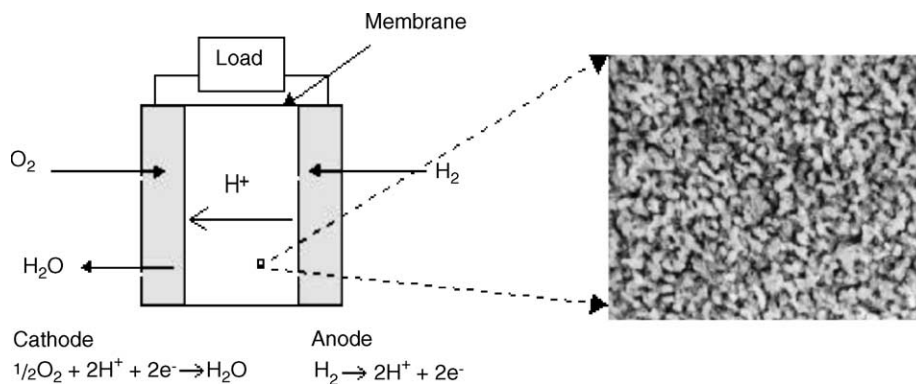 Membrane
Load
O₂
H⁺
H₂
H₂O
Cathode
½O₂ + 2H⁺ + 2e⁻ → H₂O
Anode
H₂ → 2H⁺ + 2e⁻